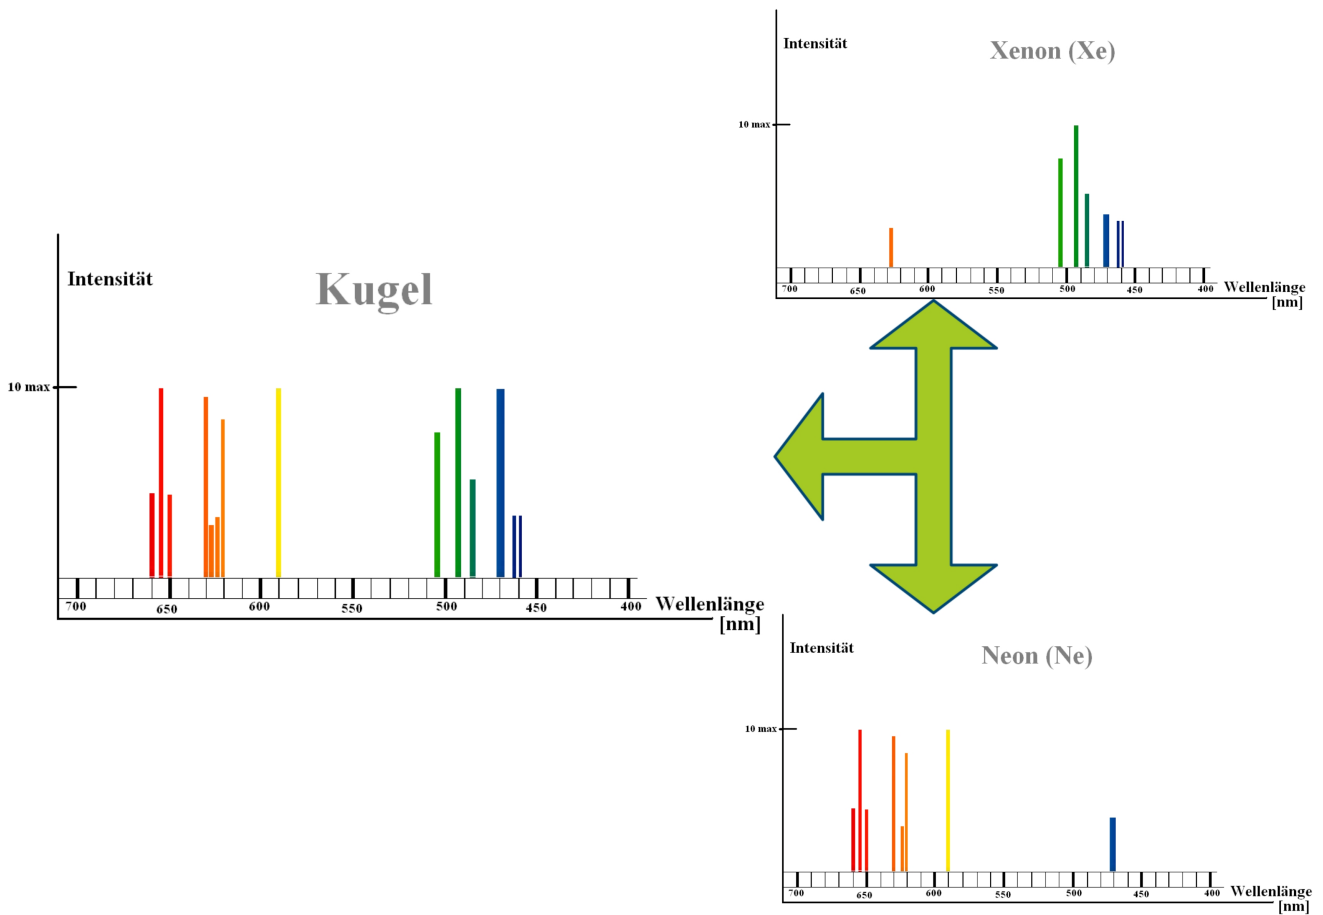 Intensität
Kugel
10 max
700
650
600
550
500
450
400
Wellenlänge
[nm]
Intensität
Xenon (Xe)
10 max
700
650
600
550
500
450
400
Wellenlänge
[nm]
Intensität
Neon (Ne)
10 max
700
650
600
550
500
450
400
Wellenlänge
[nm]